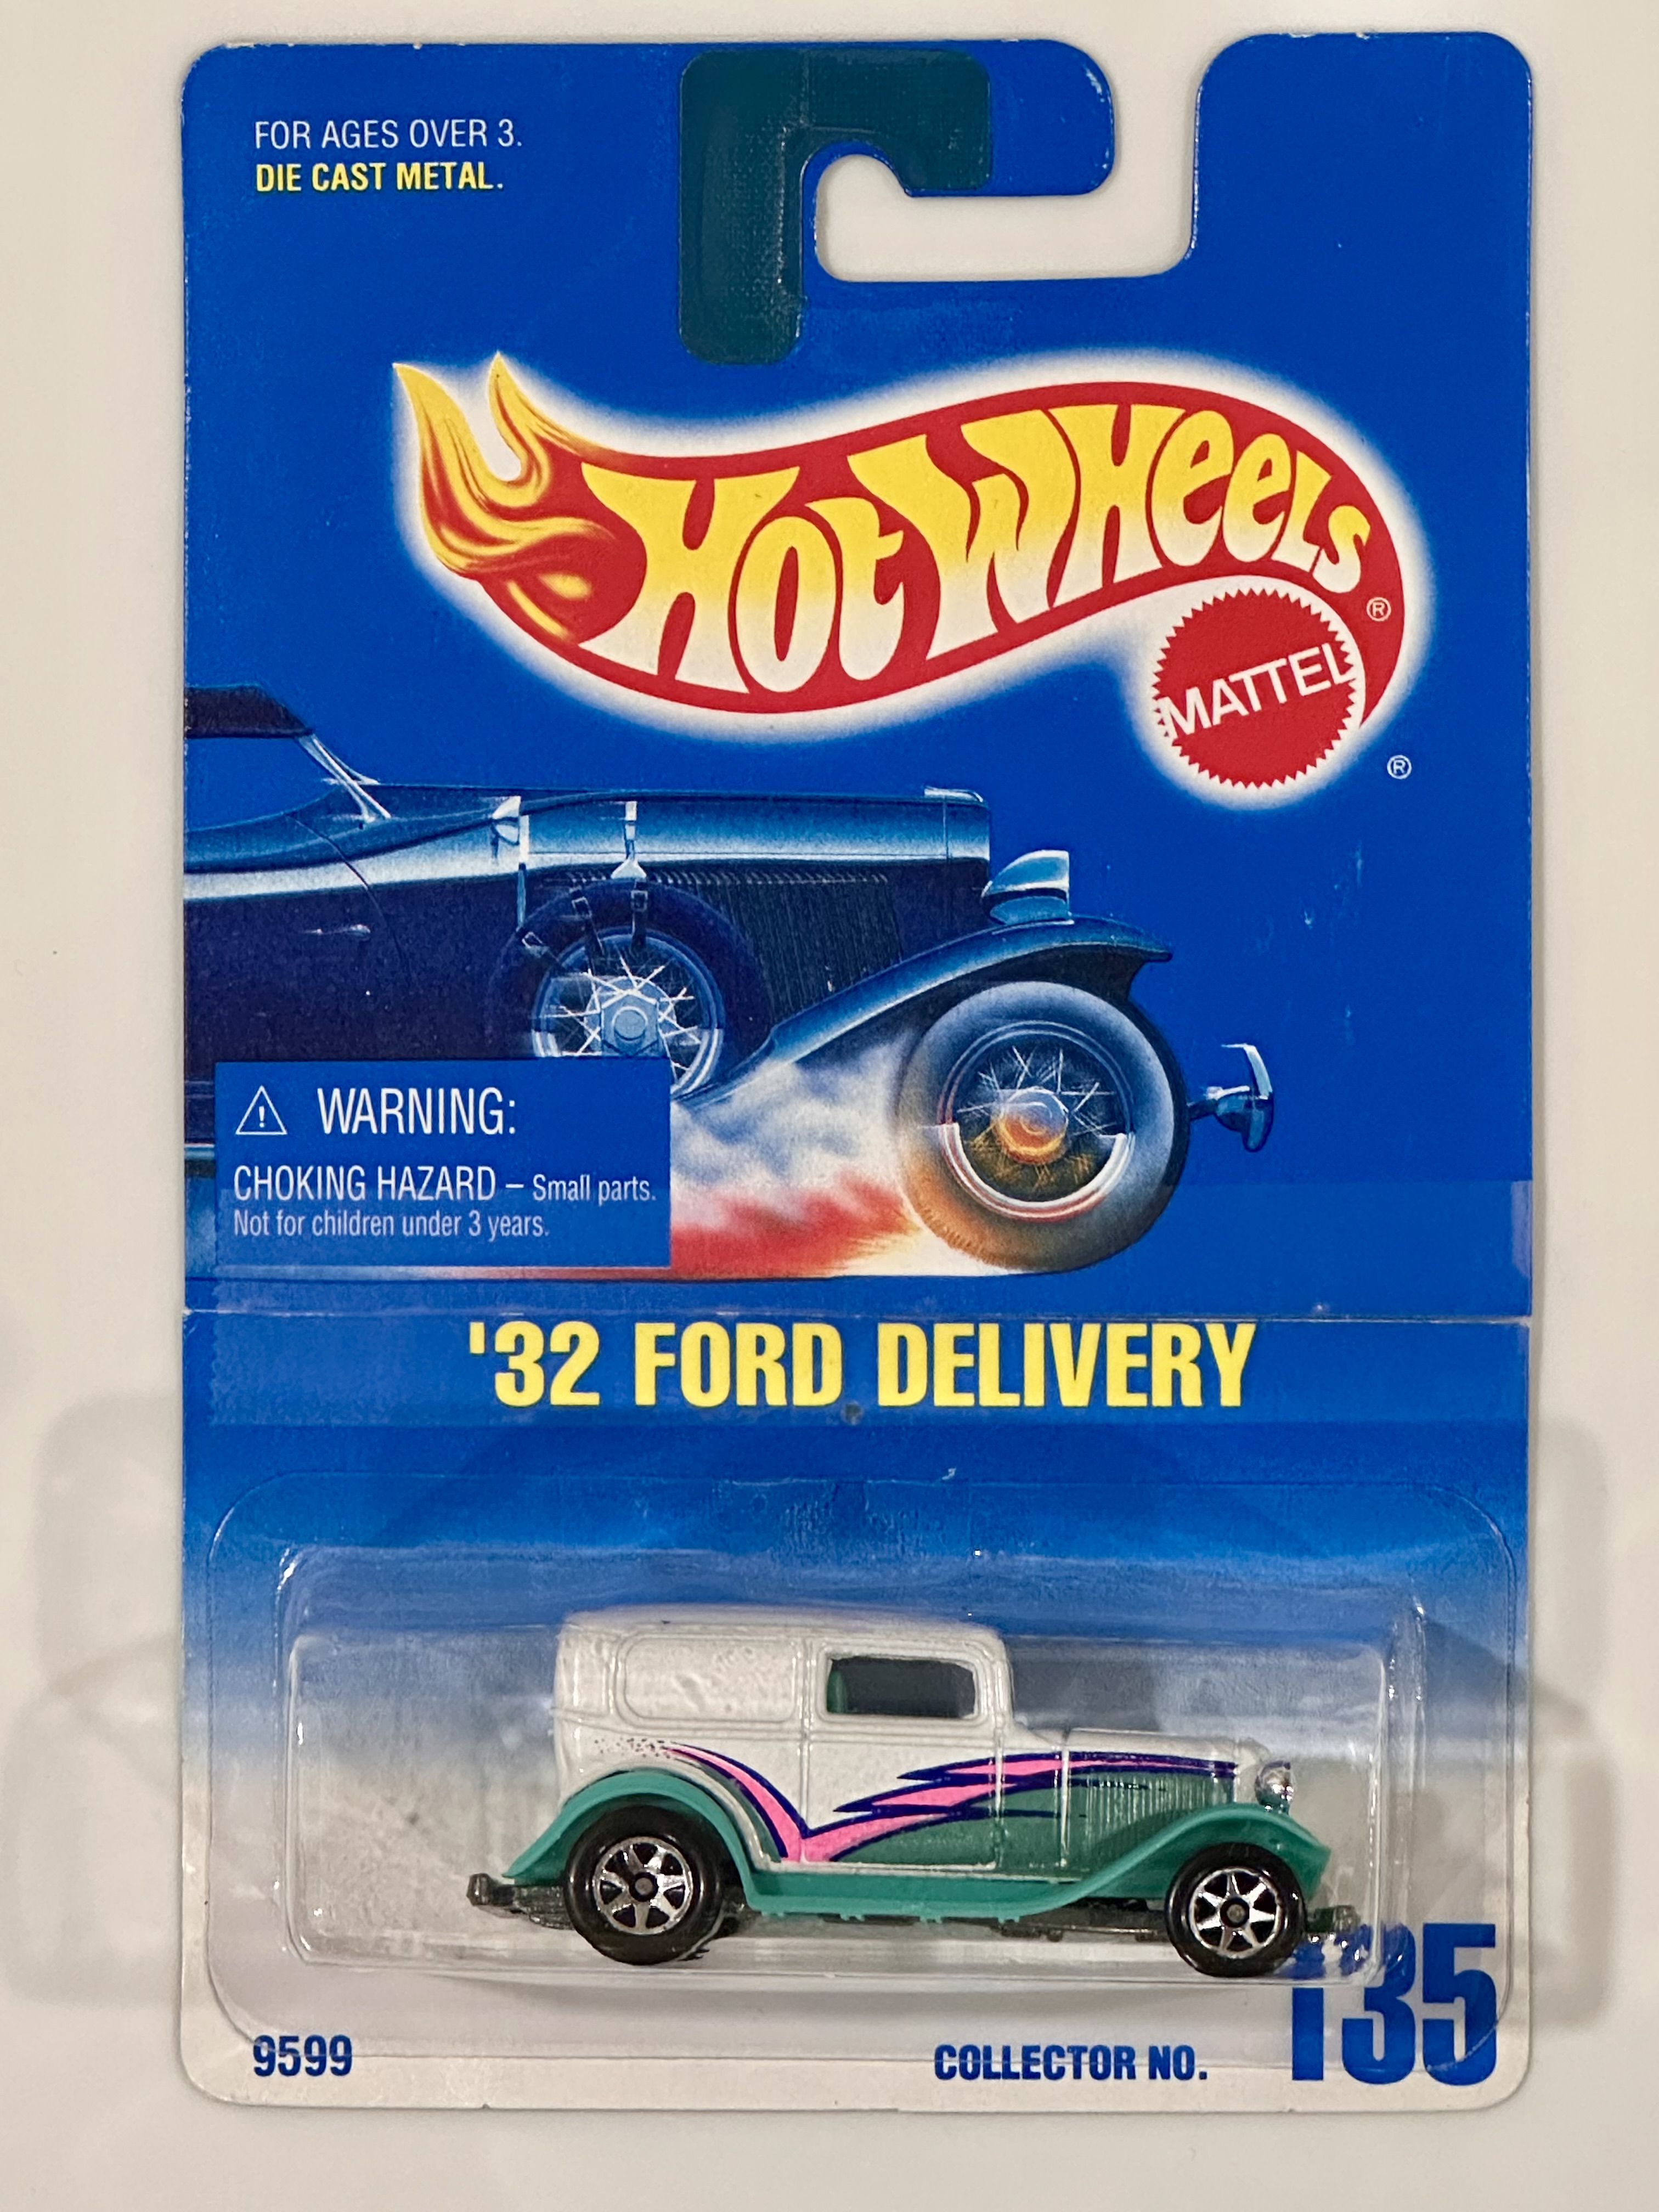 FOR AGES OVER 3.
DIE CAST METAL.
HOT WHEELS ®
MATTEL
®
⚠ WARNING:
CHOKING HAZARD – Small parts.
Not for children under 3 years.
'32 FORD DELIVERY
9599
COLLECTOR NO. 135